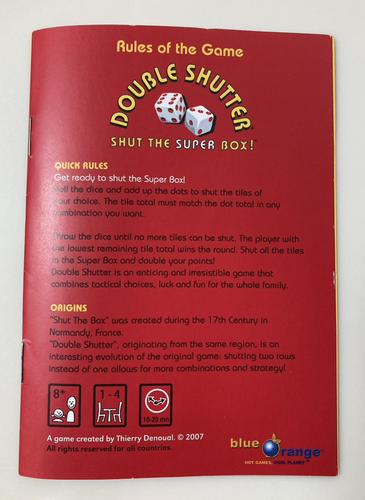 Rules of the Game
DOUBLE SHUTTER
SHUT THE SUPER BOX!
QUICK RULES
Get ready to shut the Super Box!
Roll the dice and add up the dots to shut the tiles of
your choice. The tile total must match the dot total in any
combination you want.
Throw the dice until no more tiles can be shut. The player with
the lowest remaining tile total wins the round. Shut all the tiles
in the Super Box and double your points!
Double Shutter is an enticing and irresistible game that
combines tactical choices, luck and fun for the whole family.
ORIGINS
"Shut The Box" was created during the 17th Century in
Normandy, France.
"Double Shutter", originating from the same region, is an
interesting evolution of the original game: shutting two rows
instead of one allows for more combinations and strategy!
8+
1 - 4
10-20 mn
A game created by Thierry Denoual. © 2007
All rights reserved for all countries.
blue Orange
HOT GAMES. COOL PLANET.